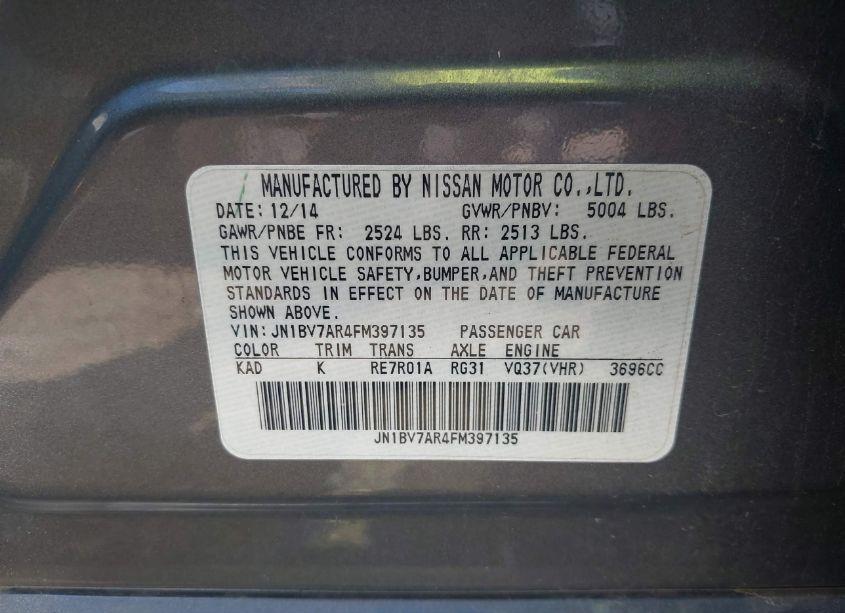 MANUFACTURED BY NISSAN MOTOR CO.,LTD.
DATE: 12/14 GVWR/PNBV: 5004 LBS.
GAWR/PNBE FR: 2524 LBS. RR: 2513 LBS.
THIS VEHICLE CONFORMS TO ALL APPLICABLE FEDERAL
MOTOR VEHICLE SAFETY,BUMPER,AND THEFT PREVENTION
STANDARDS IN EFFECT ON THE DATE OF MANUFACTURE
SHOWN ABOVE.
VIN:JN1BV7AR4FM397135 PASSENGER CAR
COLOR TRIM TRANS AXLE ENGINE
KAD K RE7R01A RG31 VQ37(VHR) 3696CC
JN1BV7AR4FM397135